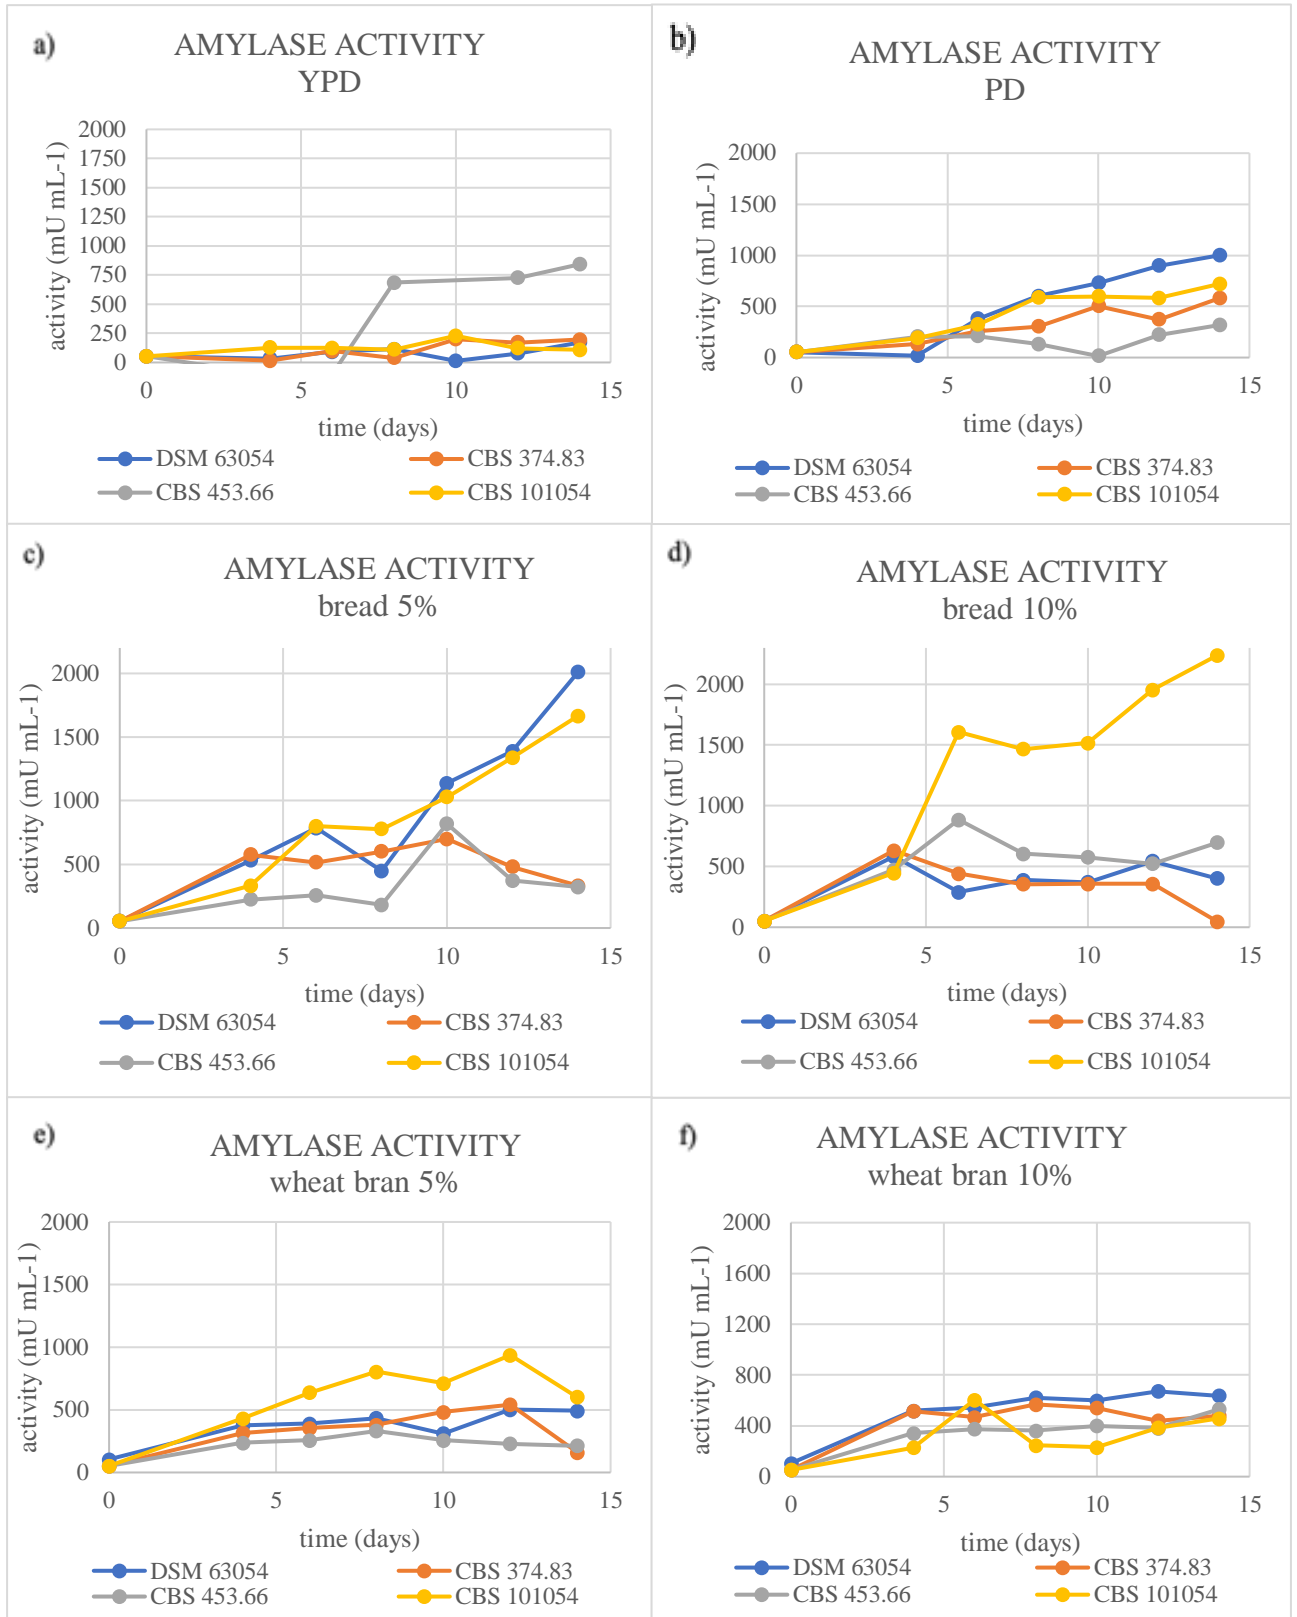 a)
AMYLASE ACTIVITY
YPD
2000
1750
1500
1250
1000
750
500
250
0
0 5 10 15
activity (mU mL-1)
time (days)
DSM 63054 CBS 374.83
CBS 453.66 CBS 101054
b)
AMYLASE ACTIVITY
PD
2000
1500
1000
500
0
0 5 10 15
activity (mU mL-1)
time (days)
DSM 63054 CBS 374.83
CBS 453.66 CBS 101054
c)
AMYLASE ACTIVITY
bread 5%
2000
1500
1000
500
0
0 5 10 15
activity (mU mL-1)
time (days)
DSM 63054 CBS 374.83
CBS 453.66 CBS 101054
d)
AMYLASE ACTIVITY
bread 10%
2000
1500
1000
500
0
0 5 10 15
activity (mU mL-1)
time (days)
DSM 63054 CBS 374.83
CBS 453.66 CBS 101054
e)
AMYLASE ACTIVITY
wheat bran 5%
2000
1500
1000
500
0
0 5 10 15
activity (mU mL-1)
time (days)
DSM 63054 CBS 374.83
CBS 453.66 CBS 101054
f)
AMYLASE ACTIVITY
wheat bran 10%
2000
1600
1200
800
400
0
0 5 10 15
activity (mU mL-1)
time (days)
DSM 63054 CBS 374.83
CBS 453.66 CBS 101054